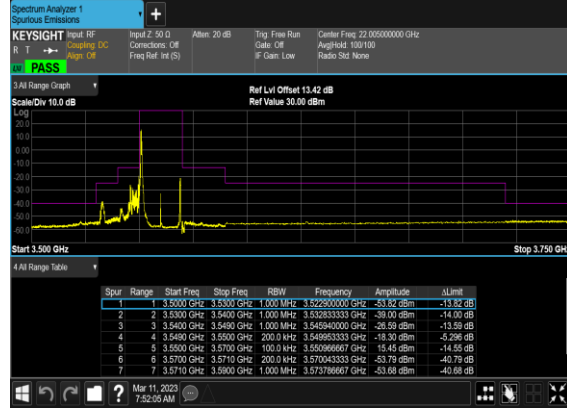 Spectrum Analyzer 1
Spurious Emissions
+
KEYSIGHT Input: RF Input Z: 50 Ω Atten: 20 dB Trig: Free Run Center Freq: 22.005000000 GHz
R T Coupling: DC Corrections: Off Gate: Off Avg|Hold: 100/100
Align: Off Freq Ref: Int (S) IF Gain: Low Radio Std: None
LW PASS
3 All Range Graph
Ref Lvl Offset 13.42 dB
Scale/Div 10.0 dB Ref Value 30.00 dBm
Log
20.0
10.0
0.00
-10.0
-20.0
-30.0
-40.0
-50.0
-60.0
Start 3.500 GHz Stop 3.750 GHz
4 All Range Table
Spur Range Start Freq Stop Freq RBW Frequency Amplitude ΔLimit
1 1 3.5000 GHz 3.5300 GHz 1.000 MHz 3.522900000 GHz -53.82 dBm -13.82 dB
2 2 3.5300 GHz 3.5400 GHz 1.000 MHz 3.532833333 GHz -39.00 dBm -14.00 dB
3 3 3.5400 GHz 3.5490 GHz 1.000 MHz 3.545940000 GHz -26.59 dBm -13.59 dB
4 4 3.5490 GHz 3.5500 GHz 200.0 kHz 3.549953333 GHz -18.30 dBm -5.296 dB
5 5 3.5500 GHz 3.5700 GHz 100.0 kHz 3.550966667 GHz 15.45 dBm -14.55 dB
6 6 3.5700 GHz 3.5710 GHz 200.0 kHz 3.570043333 GHz -53.79 dBm -40.79 dB
7 7 3.5710 GHz 3.5900 GHz 1.000 MHz 3.573786667 GHz -53.68 dBm -40.68 dB
? Mar 11, 2023
7:52:05 AM